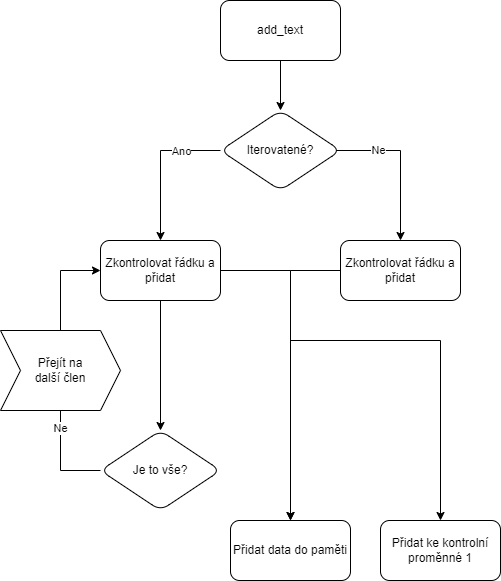 add_text
Iterovatené?
Ano
Ne
Zkontrolovat řádku a
přidat
Zkontrolovat řádku a
přidat
Přejít na
další člen
Ne
Je to vše?
Přidat data do paměti
Přidat ke kontrolní
proměnné 1